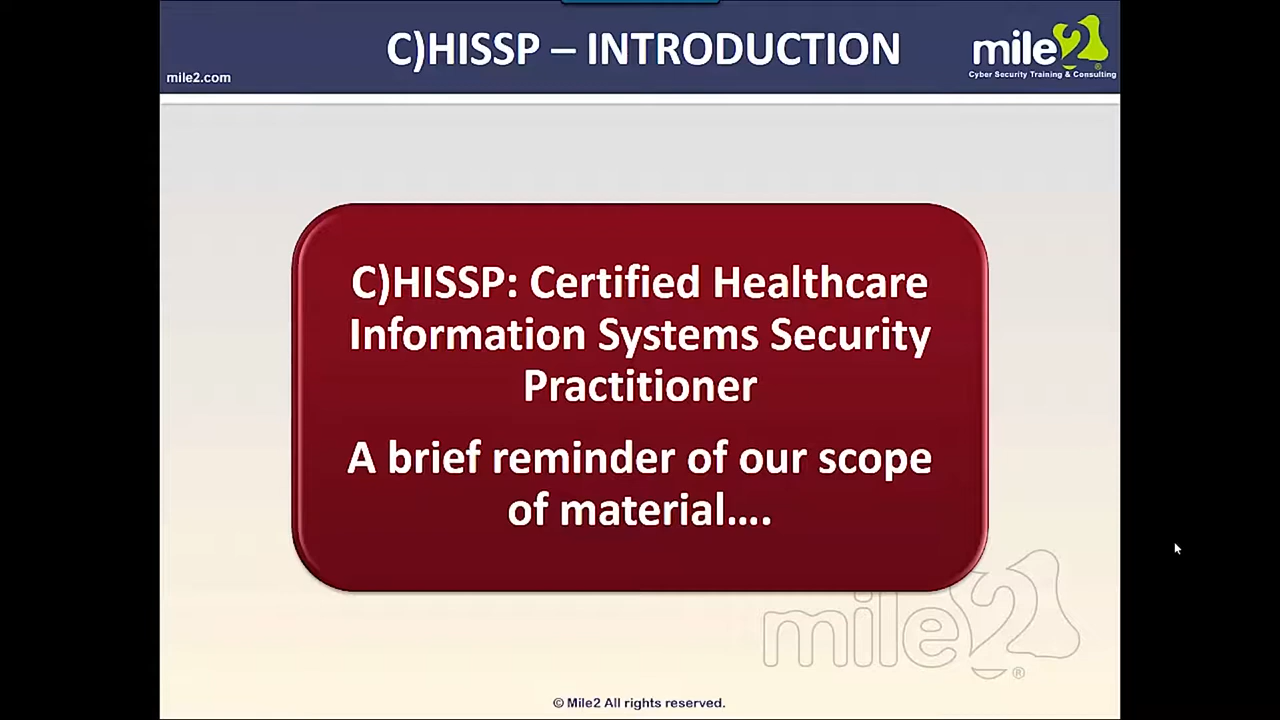 C)HISSP – INTRODUCTION
mile2
®
Cyber Security Training & Consulting
mile2.com
C)HISSP: Certified Healthcare
Information Systems Security
Practitioner
A brief reminder of our scope
of material….
mile2
®
© Mile2 All rights reserved.